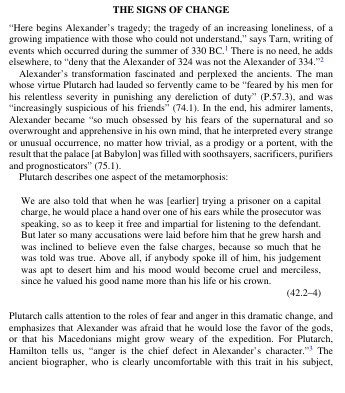 THE SIGNS OF CHANGE
“Here begins Alexander's tragedy; the tragedy of an increasing loneliness, of a
growing impatience with those who could not understand,” says Tarn, writing of
events which occurred during the summer of 330 BC.1 There is no need, he adds
elsewhere, to “deny that the Alexander of 324 was not the Alexander of 334.”2
Alexander's transformation fascinated and perplexed the ancients. The man
whose virtue Plutarch had lauded so fervently came to be “feared by his men for
his relentless severity in punishing any dereliction of duty” (P.57.3), and was
“increasingly suspicious of his friends” (74.1). In the end, his admirer laments,
Alexander became “so much obsessed by his fears of the supernatural and so
overwrought and apprehensive in his own mind, that he interpreted every strange
or unusual occurrence, no matter how trivial, as a prodigy or a portent, with the
result that the palace [at Babylon] was filled with soothsayers, sacrificers, purifiers
and prognosticators” (75.1).
Plutarch describes one aspect of the metamorphosis:
We are also told that when he was [earlier] trying a prisoner on a capital
charge, he would place a hand over one of his ears while the prosecutor was
speaking, so as to keep it free and impartial for listening to the defendant.
But later so many accusations were laid before him that he grew harsh and
was inclined to believe even the false charges, because so much that he
was told was true. Above all, if anybody spoke ill of him, his judgement
was apt to desert him and his mood would become cruel and merciless,
since he valued his good name more than his life or his crown.
(42.2–4)
Plutarch calls attention to the roles of fear and anger in this dramatic change, and
emphasizes that Alexander was afraid that he would lose the favor of the gods,
or that his Macedonians might grow weary of the expedition. For Plutarch,
Hamilton tells us, “anger is the chief defect in Alexander's character.”3 The
ancient biographer, who is clearly uncomfortable with this trait in his subject,